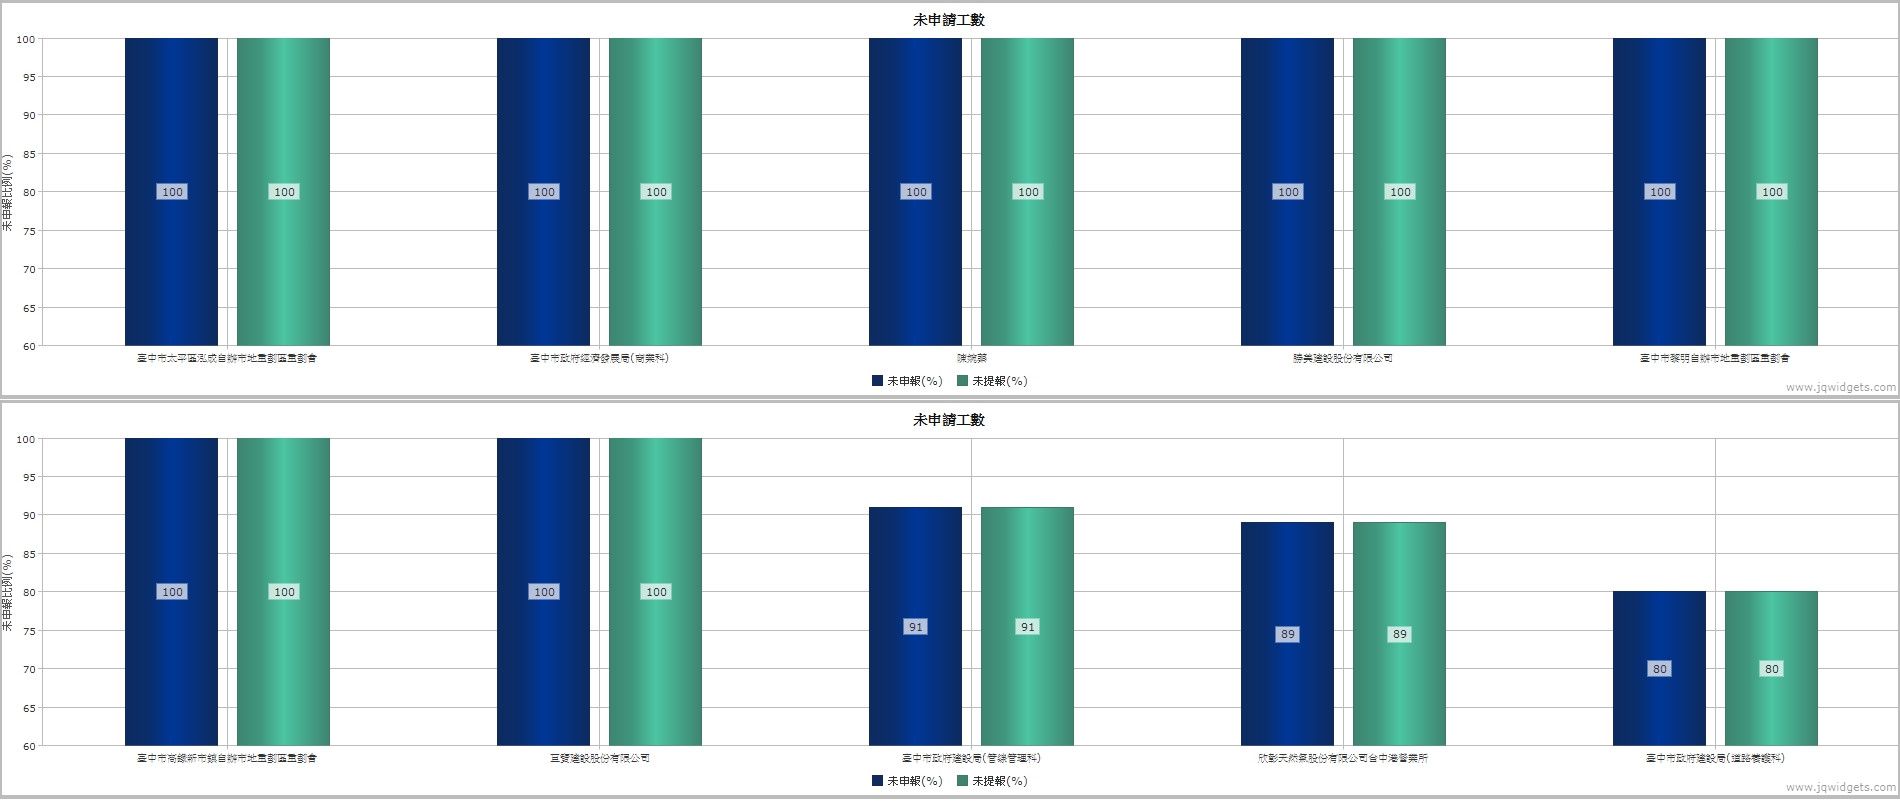 未申請工數
100
95
90
85
80
75
70
65
60
未申報比例(%)
100 100 100 100 100 100 100 100 100 100
臺中市太平區泓成自辦市地重劃區重劃會 臺中市政府經濟發展局(商業科) 陳婉蘋 勝美建設股份有限公司 臺中市黎明自辦市地重劃區重劃會
未申報(%) 未提報(%)
www.jqwidgets.com
未申請工數
100
95
90
85
80
75
70
65
60
未申報比例(%)
100 100 100 100 91 91 89 89 80 80
臺中市高鐵新市鎮自辦市地重劃區重劃會 建設股份有限公司 臺中市政府建設局(管線管理科) 欣彰天然氣股份有限公司台中港營業所 臺中市政府建設局(道路養護科)
未申報(%) 未提報(%)
www.jqwidgets.com